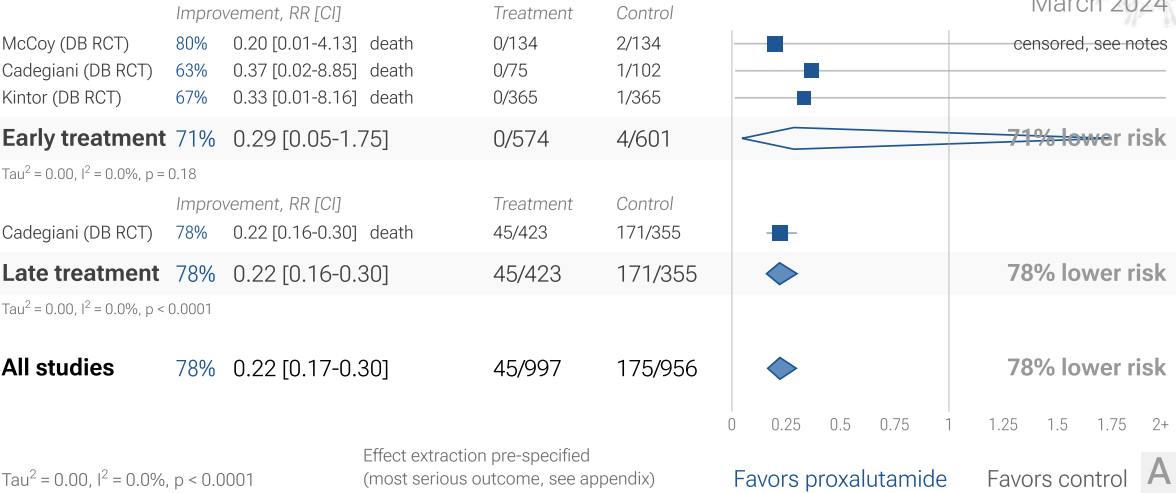 March 2024
Improvement, RR [CI] Treatment Control
McCoy (DB RCT) 80% 0.20 [0.01-4.13] death 0/134 2/134 censored, see notes
Cadegiani (DB RCT) 63% 0.37 [0.02-8.85] death 0/75 1/102
Kintor (DB RCT) 67% 0.33 [0.01-8.16] death 0/365 1/365
Early treatment 71% 0.29 [0.05-1.75] 0/574 4/601 71% lower risk
Tau² = 0.00, I² = 0.0%, p = 0.18
Improvement, RR [CI] Treatment Control
Cadegiani (DB RCT) 78% 0.22 [0.16-0.30] death 45/423 171/355
Late treatment 78% 0.22 [0.16-0.30] 45/423 171/355 78% lower risk
Tau² = 0.00, I² = 0.0%, p < 0.0001
All studies 78% 0.22 [0.17-0.30] 45/997 175/956 78% lower risk
0 0.25 0.5 0.75 1 1.25 1.5 1.75 2+
Effect extraction pre-specified
(most serious outcome, see appendix)
Tau² = 0.00, I² = 0.0%, p < 0.0001
Favors proxalutamide Favors control A